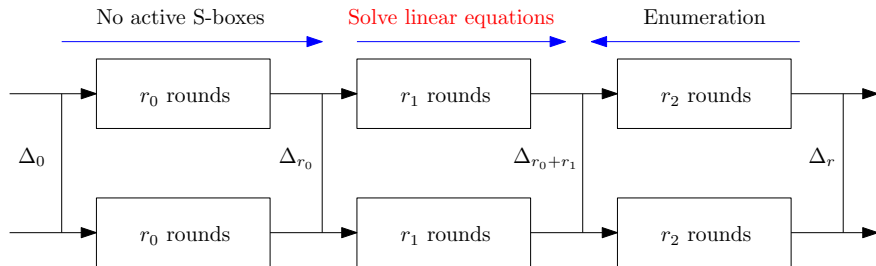 No active S-boxes Solve linear equations Enumeration
r₀ rounds r₁ rounds r₂ rounds
Δ₀ Δᵣ₀ Δᵣ₀₊ᵣ₁ Δᵣ
r₀ rounds r₁ rounds r₂ rounds